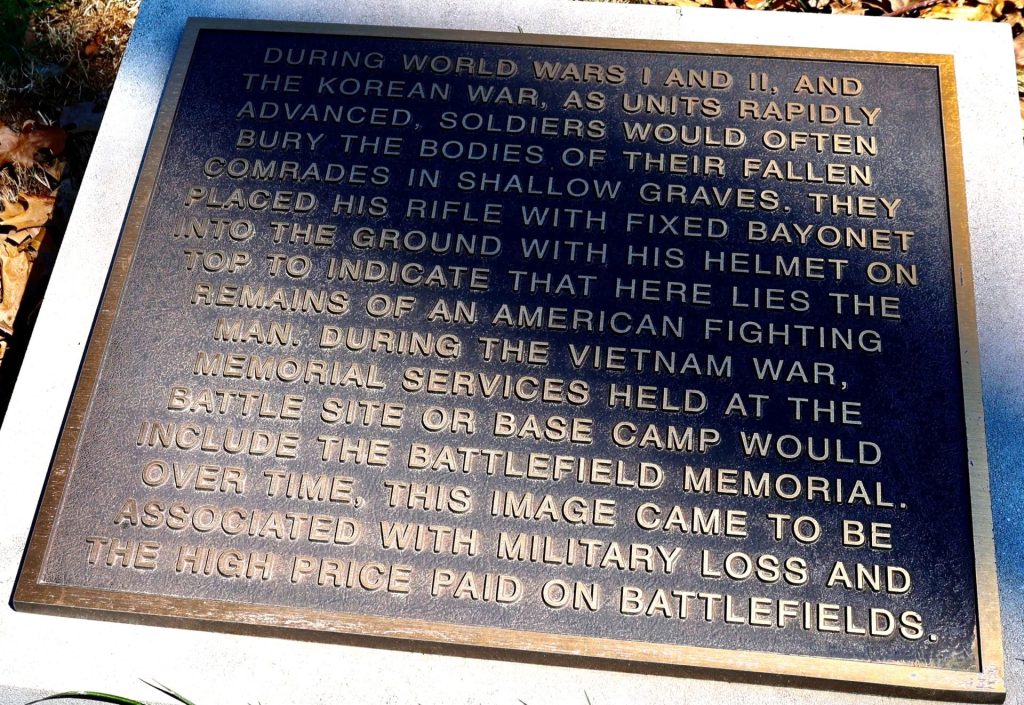 DURING WORLD WARS I AND II, AND
THE KOREAN WAR, AS UNITS RAPIDLY
ADVANCED, SOLDIERS WOULD OFTEN
BURY THE BODIES OF THEIR FALLEN
COMRADES IN SHALLOW GRAVES. THEY
PLACED HIS RIFLE WITH FIXED BAYONET
INTO THE GROUND WITH HIS HELMET ON
TOP TO INDICATE THAT HERE LIES THE
REMAINS OF AN AMERICAN FIGHTING
MAN. DURING THE VIETNAM WAR,
MEMORIAL SERVICES HELD AT THE
BATTLE SITE OR BASE CAMP WOULD
INCLUDE THE BATTLEFIELD MEMORIAL.
OVER TIME, THIS IMAGE CAME TO BE
ASSOCIATED WITH MILITARY LOSS AND
THE HIGH PRICE PAID ON BATTLEFIELDS.